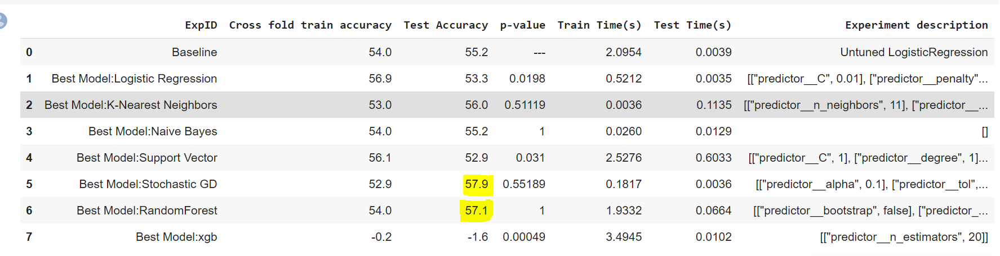 ExpID Cross fold train accuracy Test Accuracy p-value Train Time(s) Test Time(s) Experiment description
0 Baseline 54.0 55.2 --- 2.0954 0.0039 Untuned LogisticRegression
1 Best Model:Logistic Regression 56.9 53.3 0.0198 0.5212 0.0035 [["predictor__C", 0.01], ["predictor__penalty"...
2 Best Model:K-Nearest Neighbors 53.0 56.0 0.51119 0.0036 0.1135 [["predictor__n_neighbors", 11], ["predictor__...
3 Best Model:Naive Bayes 54.0 55.2 1 0.0260 0.0129 []
4 Best Model:Support Vector 56.1 52.9 0.031 2.5276 0.6033 [["predictor__C", 1], ["predictor__degree", 1]...
5 Best Model:Stochastic GD 52.9 57.9 0.55189 0.1817 0.0036 [["predictor__alpha", 0.1], ["predictor__tol",...
6 Best Model:RandomForest 54.0 57.1 1 1.9332 0.0664 [["predictor__bootstrap", false], ["predictor_...
7 Best Model:xgb -0.2 -1.6 0.00049 3.4945 0.0102 [["predictor__n_estimators", 20]]